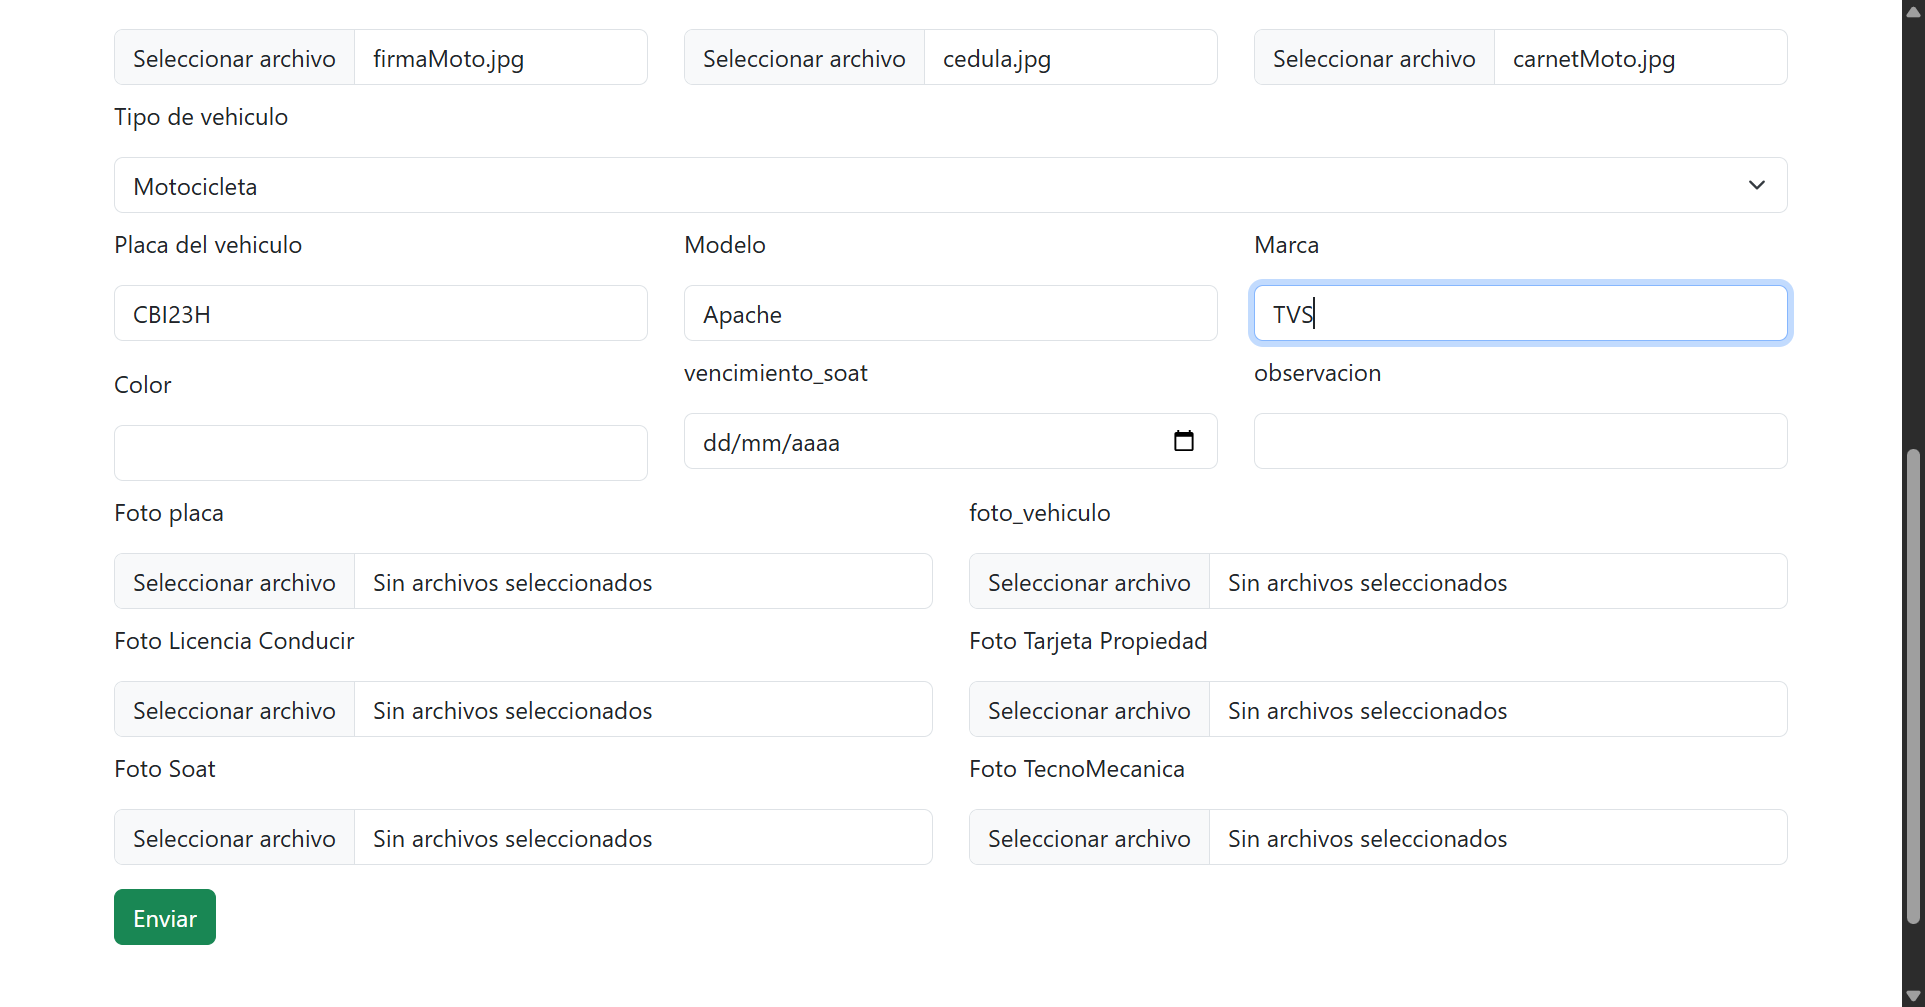 Seleccionar archivo firmaMoto.jpg Seleccionar archivo cedula.jpg Seleccionar archivo carnetMoto.jpg
Tipo de vehiculo
Motocicleta
Placa del vehiculo Modelo Marca
CBI23H Apache TVS
Color vencimiento_soat observacion
dd/mm/aaaa
Foto placa foto_vehiculo
Seleccionar archivo Sin archivos seleccionados Seleccionar archivo Sin archivos seleccionados
Foto Licencia Conducir Foto Tarjeta Propiedad
Seleccionar archivo Sin archivos seleccionados Seleccionar archivo Sin archivos seleccionados
Foto Soat Foto TecnoMecanica
Seleccionar archivo Sin archivos seleccionados Seleccionar archivo Sin archivos seleccionados
Enviar